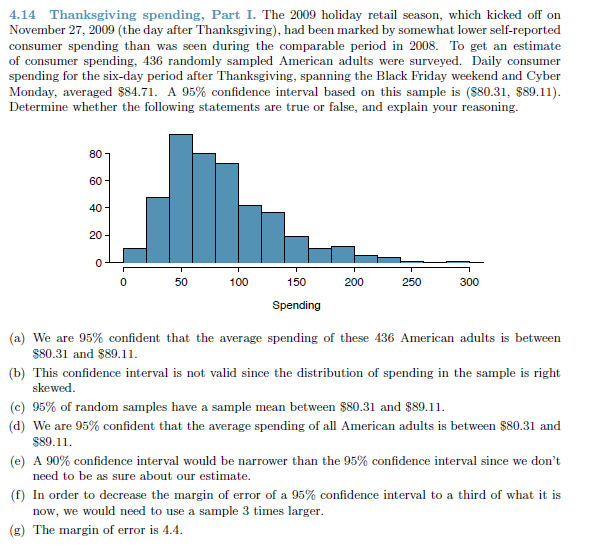 4.14 Thanksgiving spending, Part I. The 2009 holiday retail season, which kicked off on
November 27, 2009 (the day after Thanksgiving), had been marked by somewhat lower self-reported
consumer spending than was seen during the comparable period in 2008. To get an estimate
of consumer spending, 436 randomly sampled American adults were surveyed. Daily consumer
spending for the six-day period after Thanksgiving, spanning the Black Friday weekend and Cyber
Monday, averaged $84.71. A 95% confidence interval based on this sample is ($80.31, $89.11).
Determine whether the following statements are true or false, and explain your reasoning.
80
60
40
20
0
0 50 100 150 200 250 300
Spending
(a) We are 95% confident that the average spending of these 436 American adults is between
$80.31 and $89.11.
(b) This confidence interval is not valid since the distribution of spending in the sample is right
skewed.
(c) 95% of random samples have a sample mean between $80.31 and $89.11.
(d) We are 95% confident that the average spending of all American adults is between $80.31 and
$89.11.
(e) A 90% confidence interval would be narrower than the 95% confidence interval since we don't
need to be as sure about our estimate.
(f) In order to decrease the margin of error of a 95% confidence interval to a third of what it is
now, we would need to use a sample 3 times larger.
(g) The margin of error is 4.4.